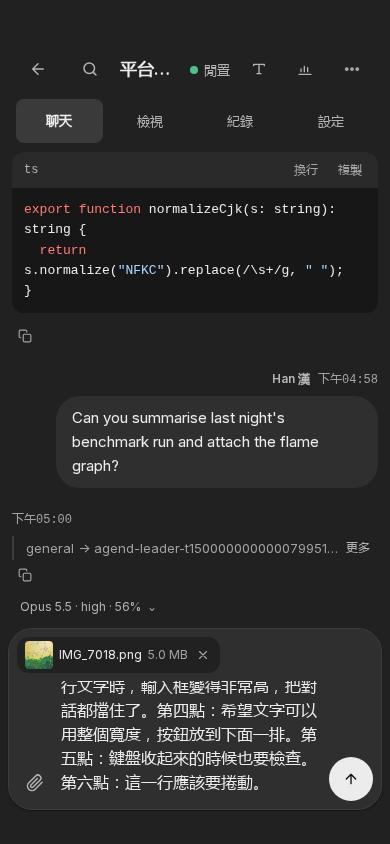 平台… 閒置
聊天 檢視 紀錄 設定
ts 換行 複製
export function normalizeCjk(s: string):
string {
return
s.normalize("NFKC").replace(/\s+/g, " ");
}
Han 漢 下午04:58
Can you summarise last night's
benchmark run and attach the flame
graph?
下午05:00
general → agend-leader-t150000000000079951… 更多
Opus 5.5 · high · 56%
IMG_7018.png 5.0 MB
行文字時，輸入框變得非常高，把對
話都擋住了。第四點：希望文字可以
用整個寬度，按鈕放到下面一排。第
五點：鍵盤收起來的時候也要檢查。
第六點：這一行應該要捲動。